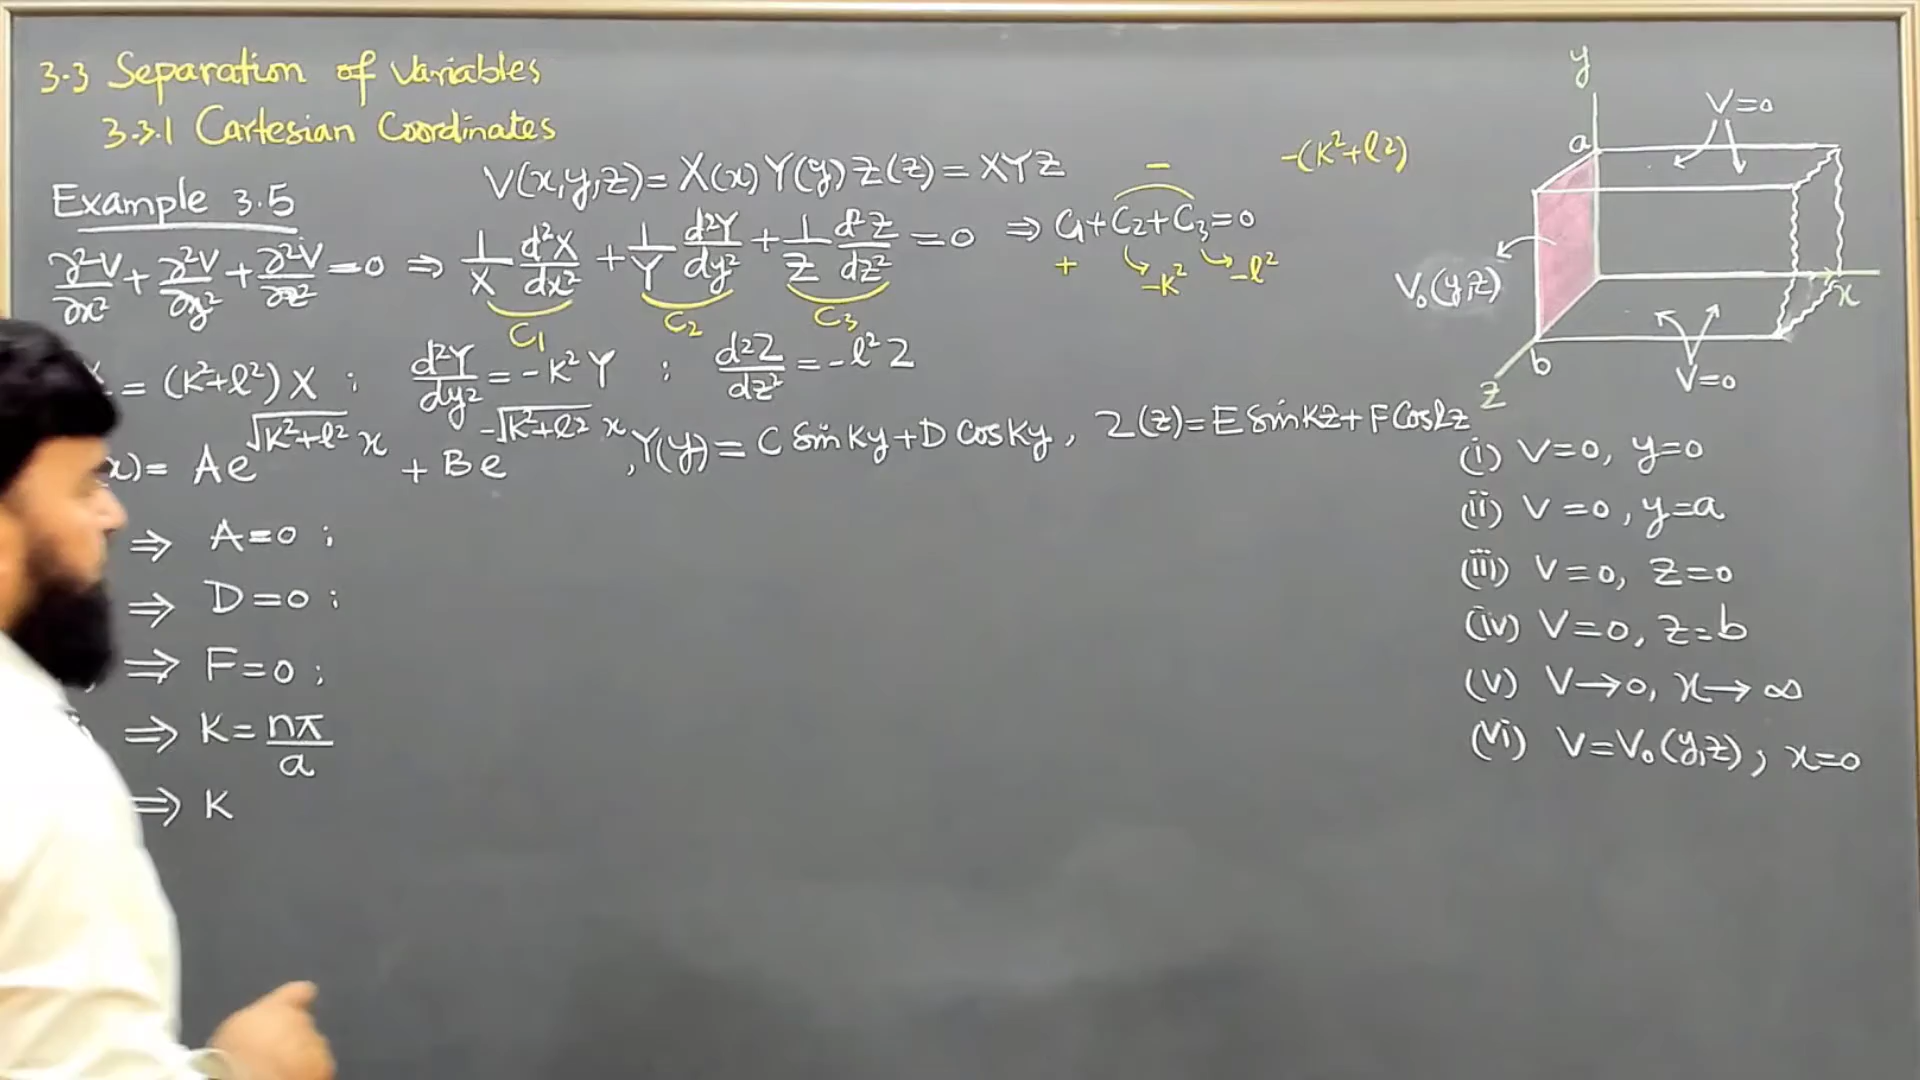 3.3 Separation of Variables
3.3.1 Cartesian Coordinates
Example 3.5
V(x,y,z)= X(x)Y(y)Z(z) = XYZ
-(K²+ℓ²)
∂²V/∂x² + ∂²V/∂y² + ∂²V/∂z² = 0 ⇒ 1/X d²X/dx² + 1/Y d²Y/dy² + 1/Z d²Z/dz² = 0 ⇒ C₁+C₂+C₃=0
C₁ C₂ C₃
+ − -K² -ℓ²
= (K²+ℓ²)X ; d²Y/dy² = -K²Y ; d²Z/dz² = -ℓ²Z
x)= Ae^{√(K²+ℓ²) x} + Be^{-√(K²+ℓ²) x}, Y(y)= C Sin Ky + D Cos Ky, Z(z)= E Sin Kz + F Cos ℓz
⇒ A=0 ;
⇒ D=0 ;
⇒ F=0 ;
⇒ K= nπ/a
⇒ K
y
V=0
a
V₀(y,z)
x
b
z
V=0
(i) V=0, y=0
(ii) V=0, y=a
(iii) V=0, z=0
(iv) V=0, z=b
(v) V→0, x→∞
(vi) V=V₀(y,z), x=0